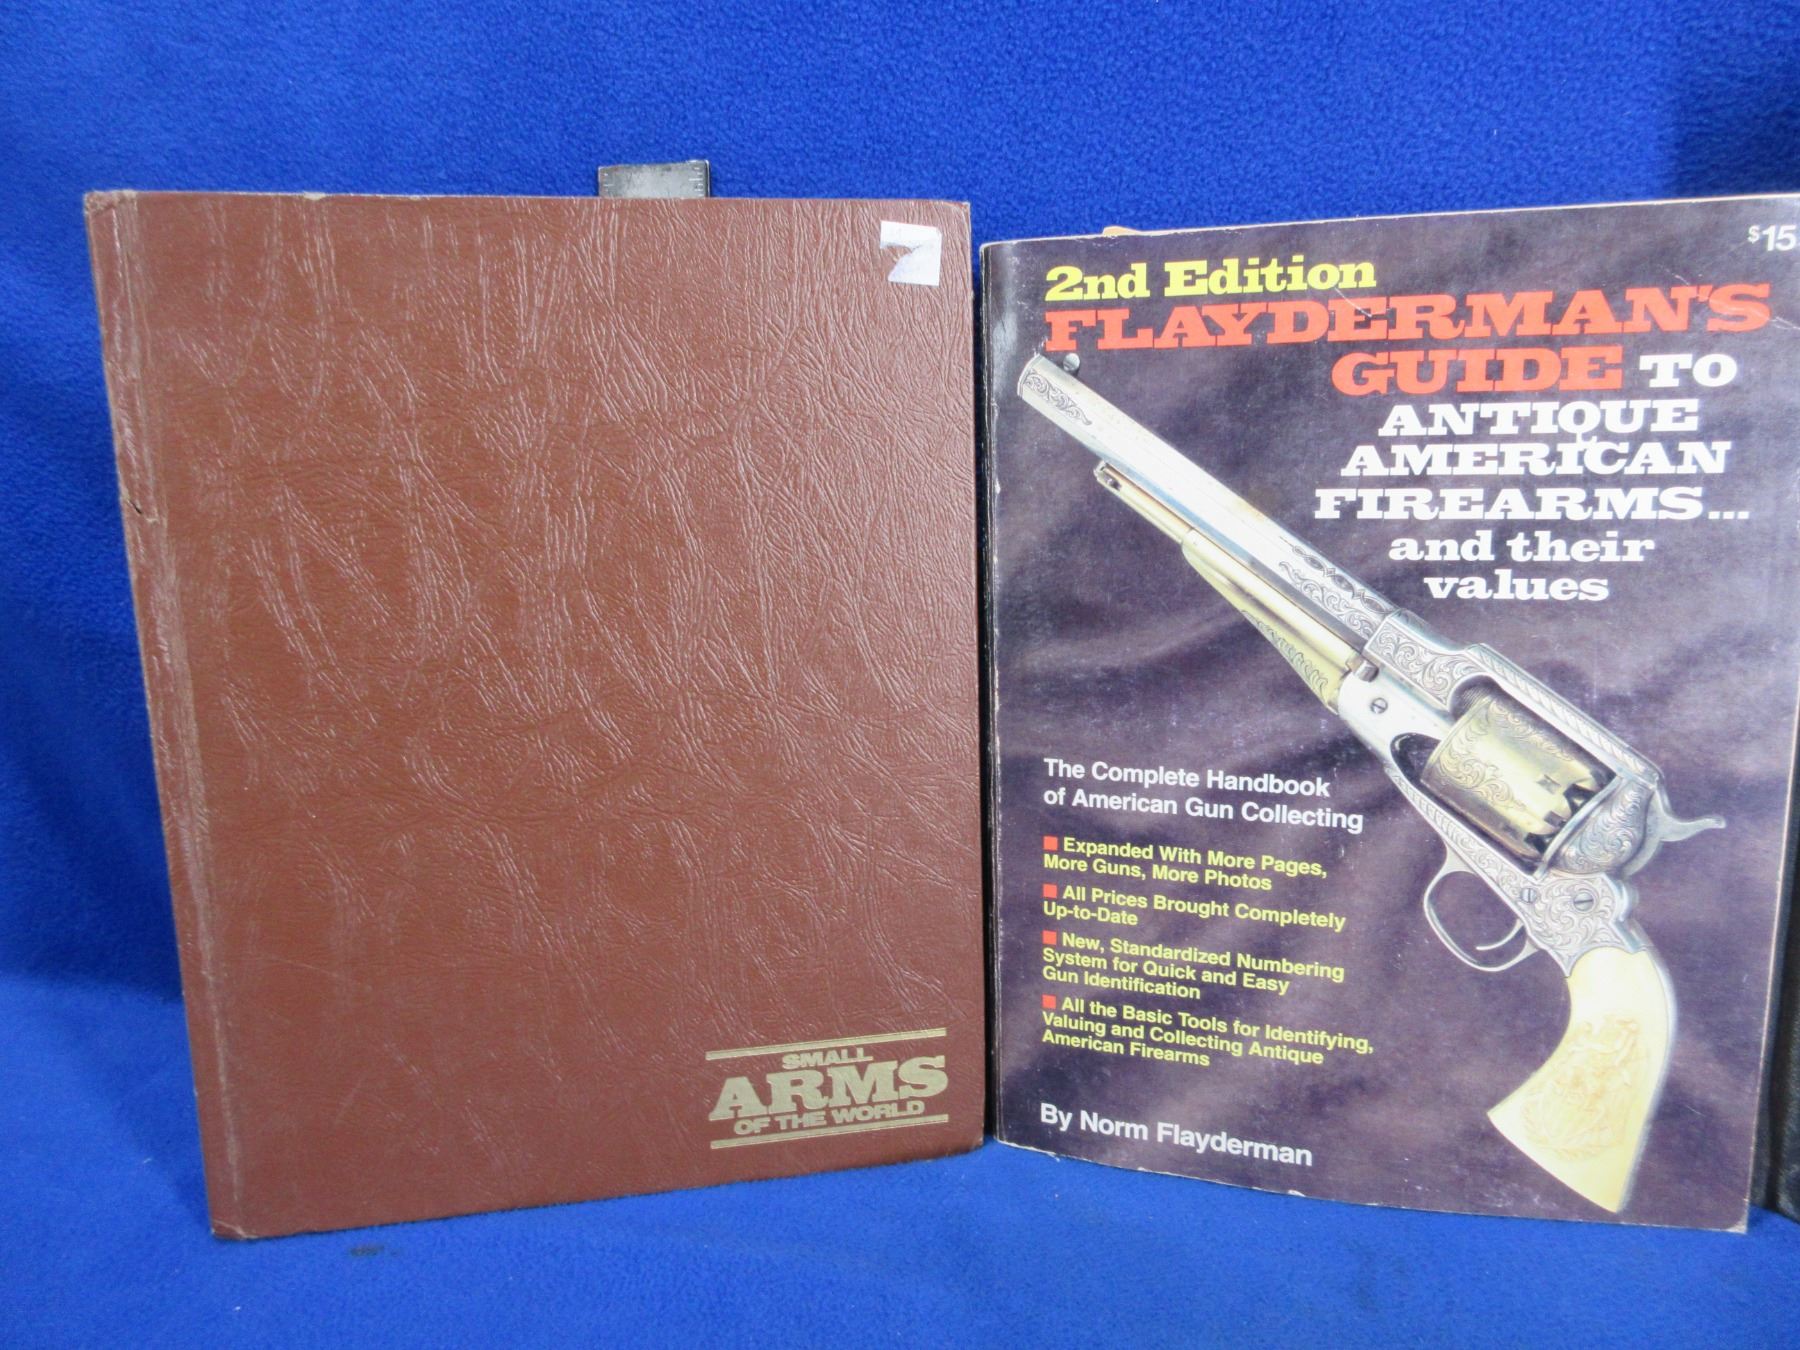 SMALL
ARMS
OF THE WORLD
$15
2nd Edition
FLAYDERMAN'S
GUIDE TO
ANTIQUE
AMERICAN
FIREARMS...
and their
values
The Complete Handbook
of American Gun Collecting
Expanded With More Pages,
More Guns, More Photos
All Prices Brought Completely
Up-to-Date
New, Standardized Numbering
System for Quick and Easy
Gun Identification
All the Basic Tools for Identifying,
Valuing and Collecting Antique
American Firearms
By Norm Flayderman